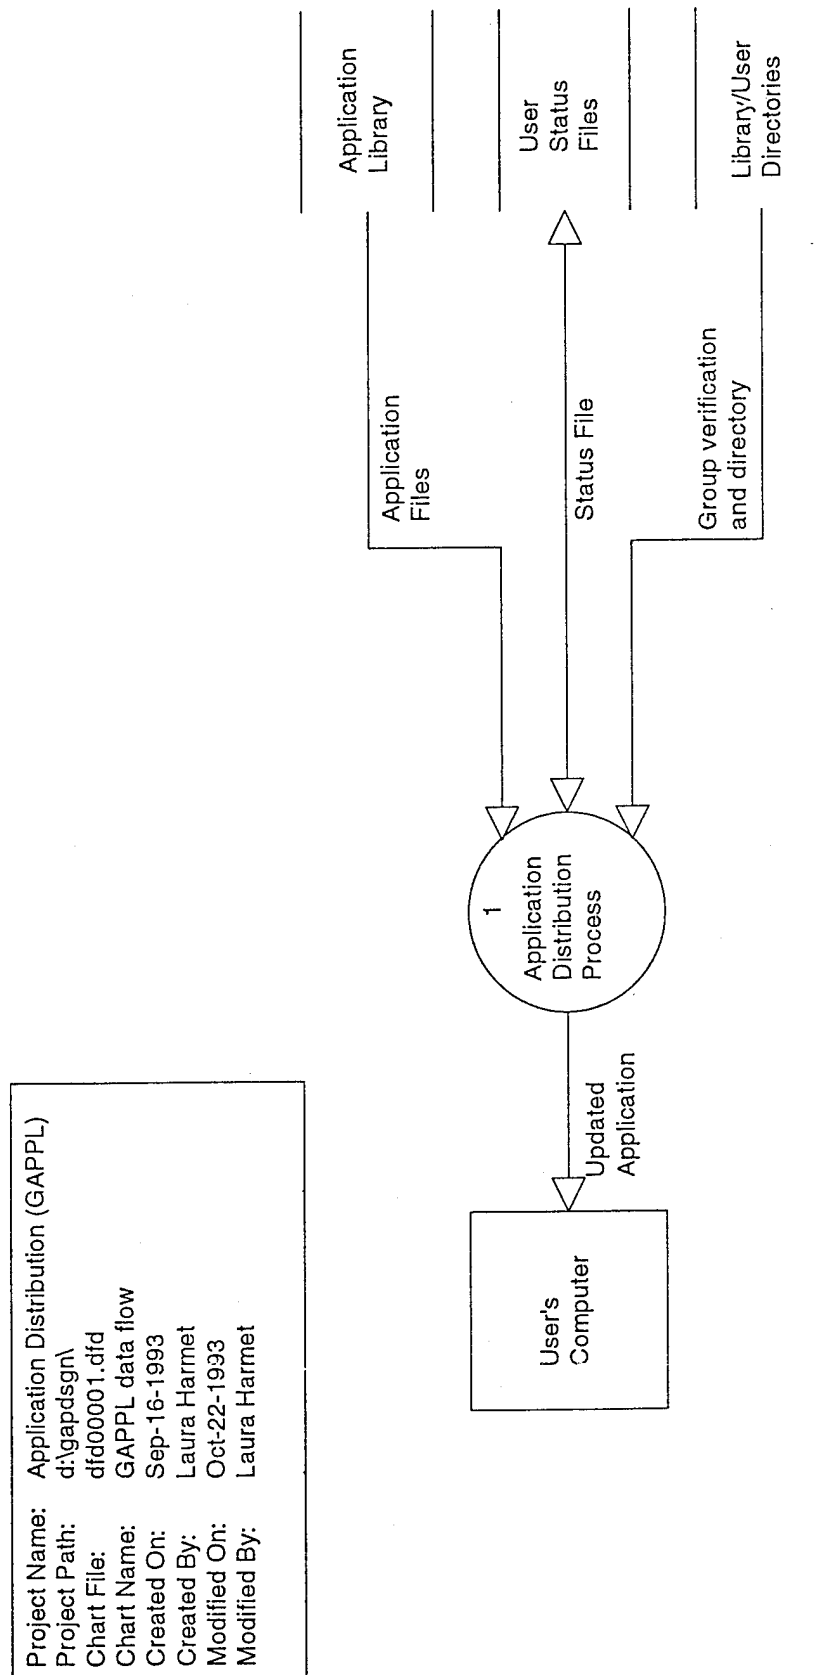 Project Name: Application Distribution (GAPPL)
Project Path: d:\gapdsgn\
Chart File: dfd00001.dfd
Chart Name: GAPPL data flow
Created On: Sep-16-1993
Created By: Laura Harmet
Modified On: Oct-22-1993
Modified By: Laura Harmet
Application
Library
Application
Files
User
Status
Files
Status File
1
Application
Distribution
Process
Updated
Application
User's
Computer
Group verification
and directory
Library/User
Directories